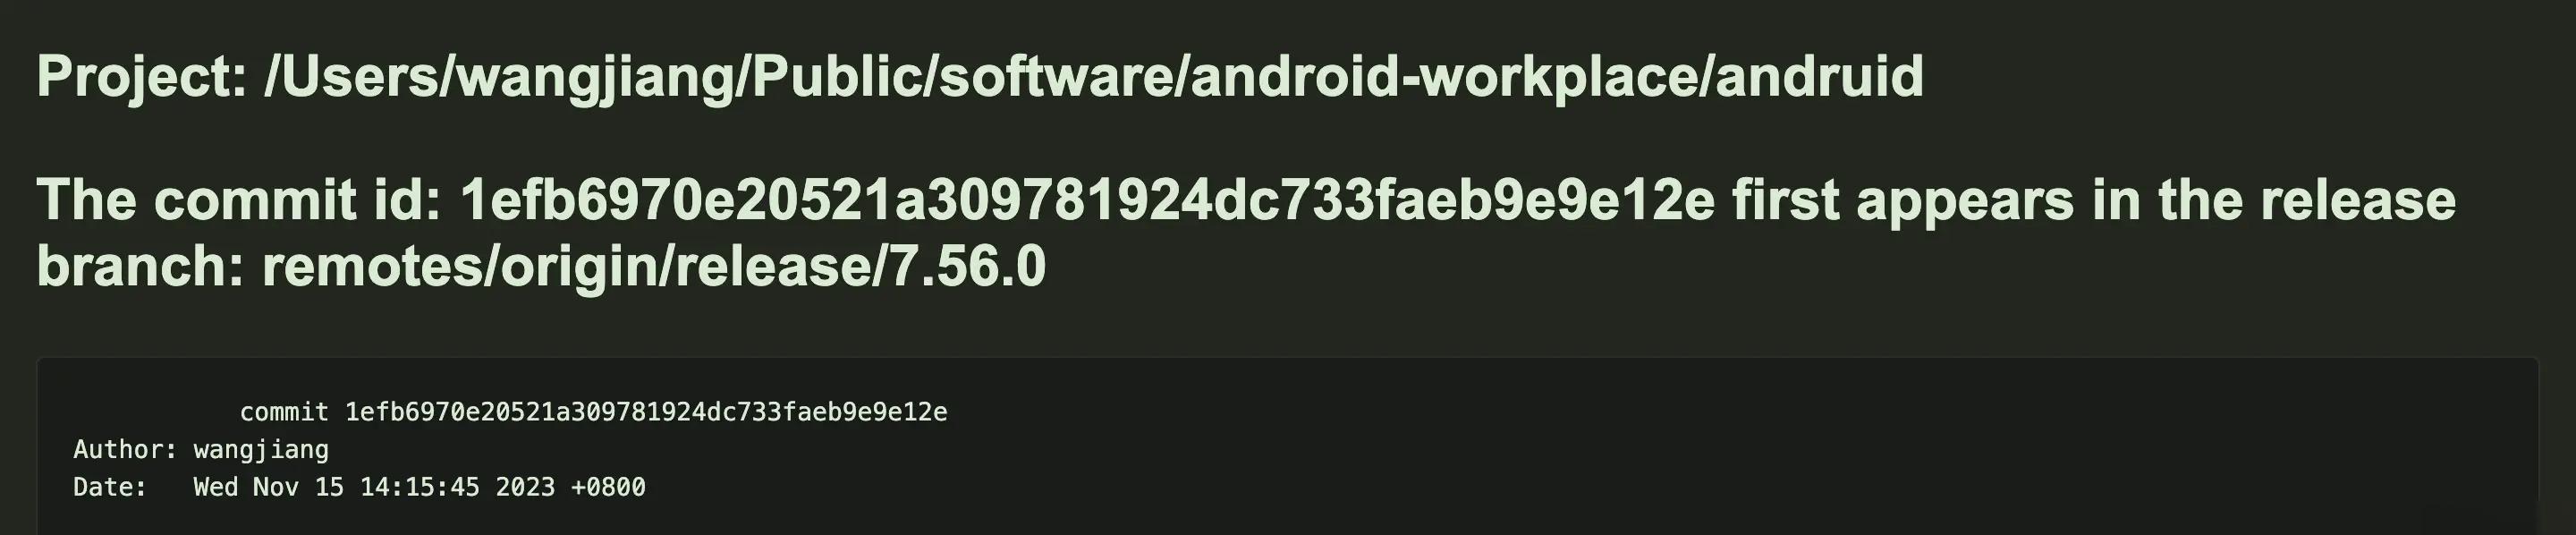 Project: /Users/wangjiang/Public/software/android-workplace/andruid
The commit id: 1efb6970e20521a309781924dc733faeb9e9e12e first appears in the release
branch: remotes/origin/release/7.56.0
commit 1efb6970e20521a309781924dc733faeb9e9e12e
Author: wangjiang
Date:   Wed Nov 15 14:15:45 2023 +0800